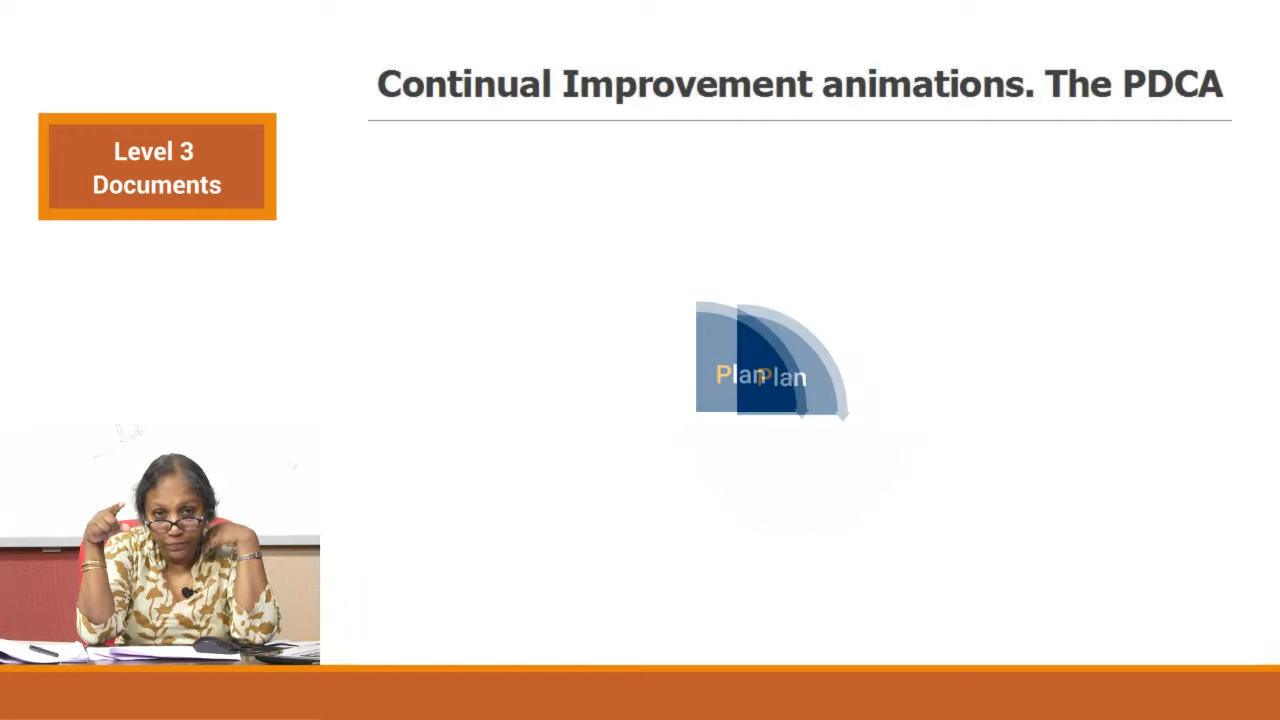 Continual Improvement animations. The PDCA
Level 3
Documents
Plan
Plan